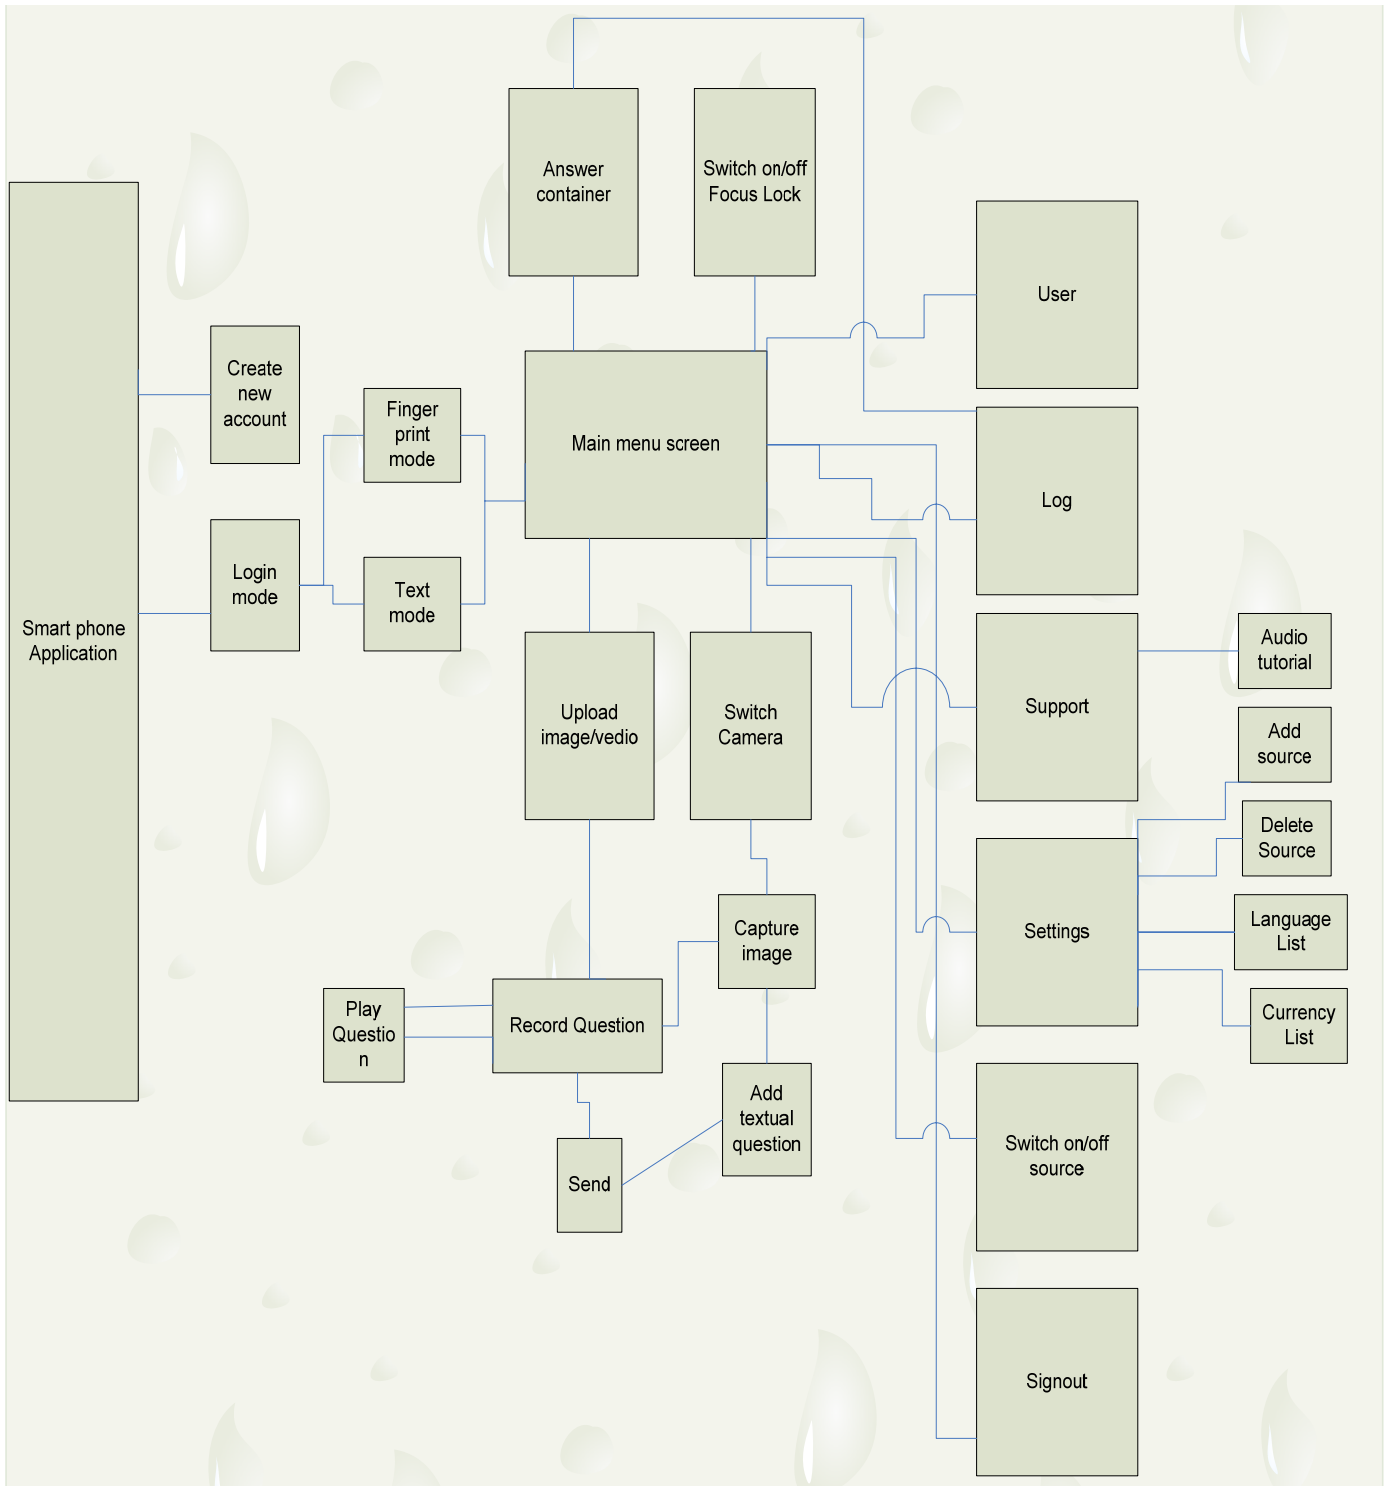 Answer
container
Switch on/off
Focus Lock
User
Create
new
account
Finger
print
mode
Main menu screen
Log
Login
mode
Text
mode
Smart phone
Application
Upload
image/vedio
Switch
Camera
Support
Audio
tutorial
Add
source
Delete
Source
Capture
image
Settings
Language
List
Play
Questio
n
Record Question
Currency
List
Add
textual
question
Switch on/off
source
Send
Signout